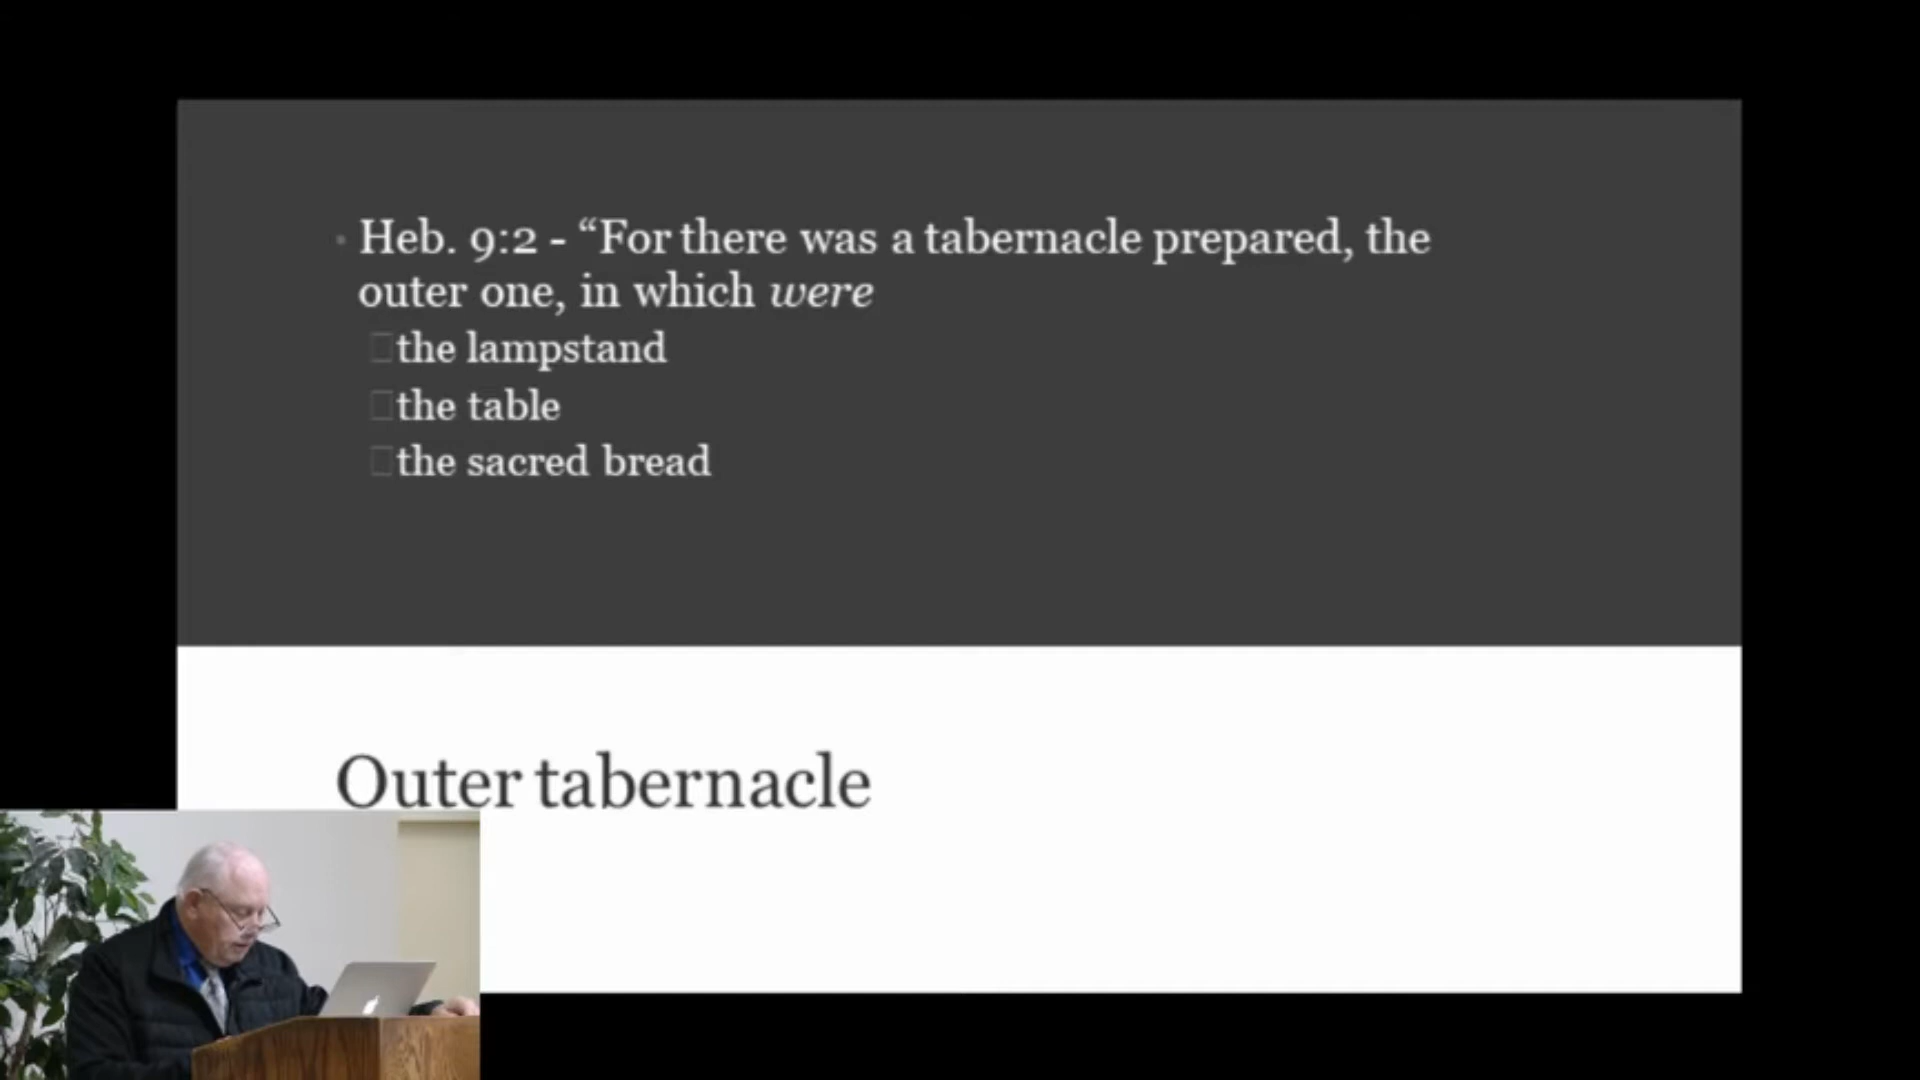 Heb. 9:2 - “For there was a tabernacle prepared, the
outer one, in which were
the lampstand
the table
the sacred bread
Outer tabernacle